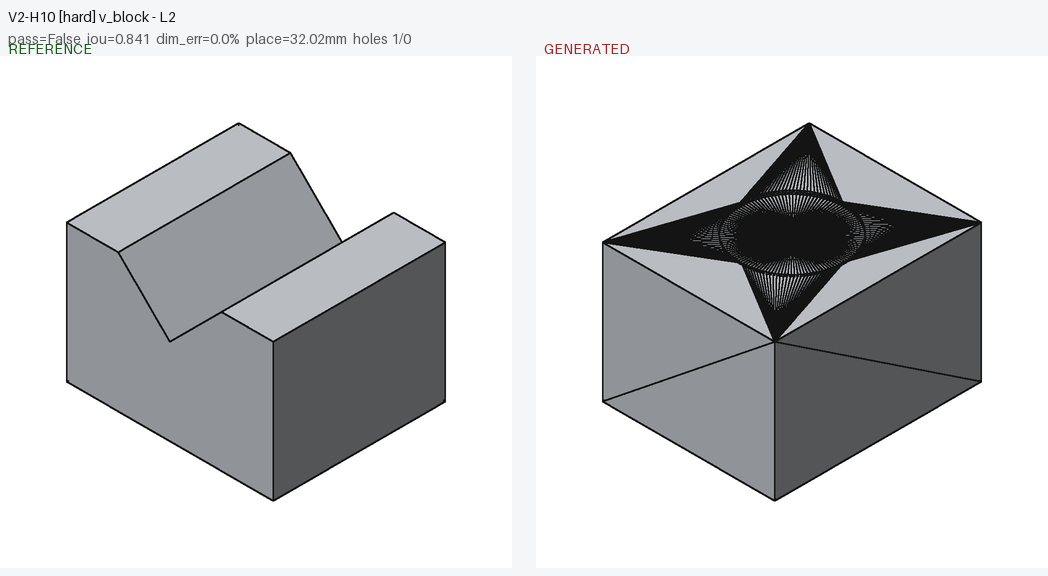 V2-H10 [hard] v_block - L2
pass=False iou=0.841 dim_err=0.0% place=32.02mm holes 1/0
REFERENCE
GENERATED